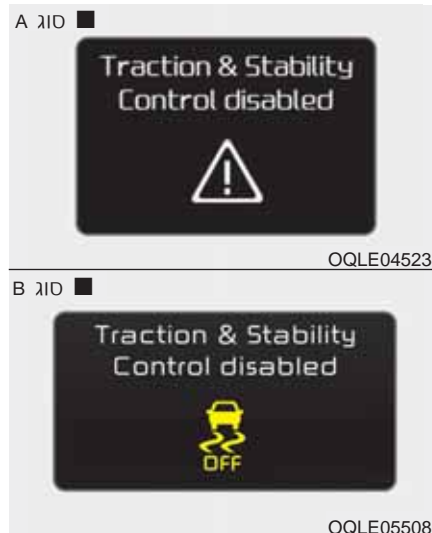 ■ סוג A
Traction & Stability
Control disabled
OQLE04523
■ סוג B
Traction & Stability
Control disabled
OFF
OQLE05508